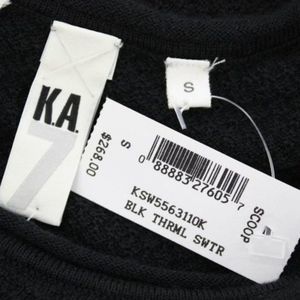 K.A.
7
S
$268.00
S
0 88883 27605 7
SCOOP
KSW5563110K
BLK THRML SWTR